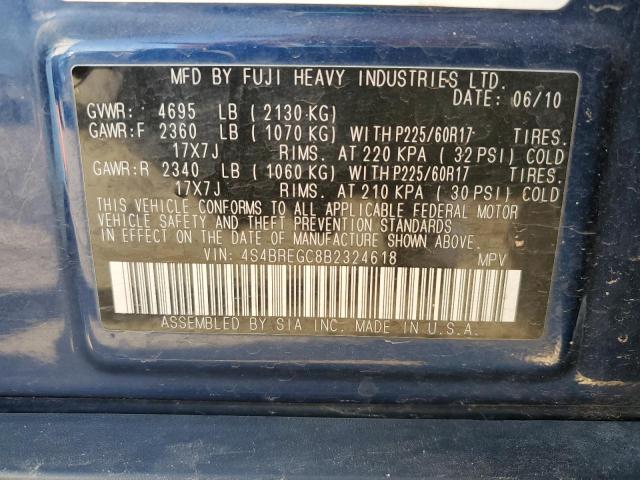 MFD BY FUJI HEAVY INDUSTRIES LTD.
DATE: 06/10
GVWR: 4695 LB (2130 KG)
GAWR:F 2360 LB (1070 KG) WITH P225/60R17 TIRES.
17X7J RIMS. AT 220 KPA (32 PSI) COLD
GAWR:R 2340 LB (1060 KG) WITH P225/60R17 TIRES.
17X7J RIMS. AT 210 KPA (30 PSI) COLD
THIS VEHICLE CONFORMS TO ALL APPLICABLE FEDERAL MOTOR
VEHICLE SAFETY AND THEFT PREVENTION STANDARDS
IN EFFECT ON THE DATE OF MANUFACTURE SHOWN ABOVE.
VIN: 4S4BREGC8B2324618 MPV
ASSEMBLED BY SIA INC. MADE IN U.S.A.